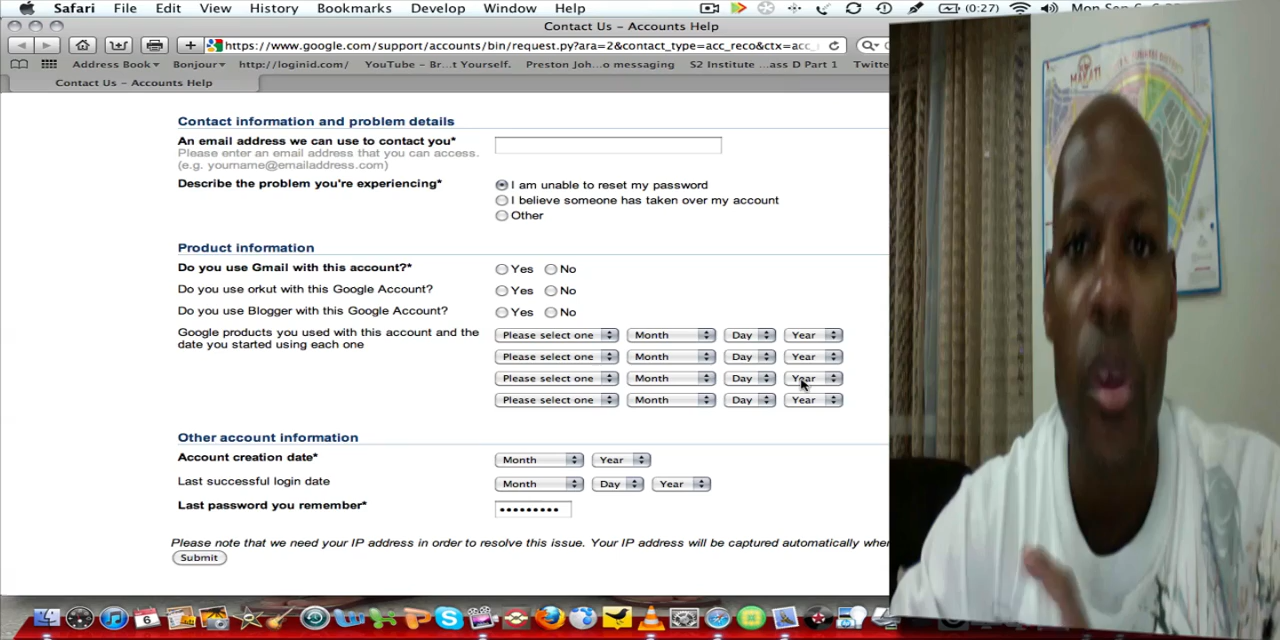 Safari File Edit View History Bookmarks Develop Window Help (0:27) Mon Sep 6
Contact Us – Accounts Help
https://www.google.com/support/accounts/bin/request.py?ara=2&contact_type=acc_reco&ctx=acc_
Address Book Bonjour http://loginid.com/ YouTube - Br...t Yourself. Preston Joh...o messaging S2 Institute ...ass D Part 1 Twitte
Contact Us – Accounts Help
Contact information and problem details
An email address we can use to contact you*
Please enter an email address that you can access.
(e.g. yourname@emailaddress.com)
Describe the problem you're experiencing*
I am unable to reset my password
I believe someone has taken over my account
Other
Product information
Do you use Gmail with this account?* Yes No
Do you use orkut with this Google Account? Yes No
Do you use Blogger with this Google Account? Yes No
Google products you used with this account and the
date you started using each one
Please select one Month Day Year
Please select one Month Day Year
Please select one Month Day Year
Please select one Month Day Year
Other account information
Account creation date* Month Year
Last successful login date Month Day Year
Last password you remember* •••••••••
Please note that we need your IP address in order to resolve this issue. Your IP address will be captured automatically whe
Submit
MAKATI